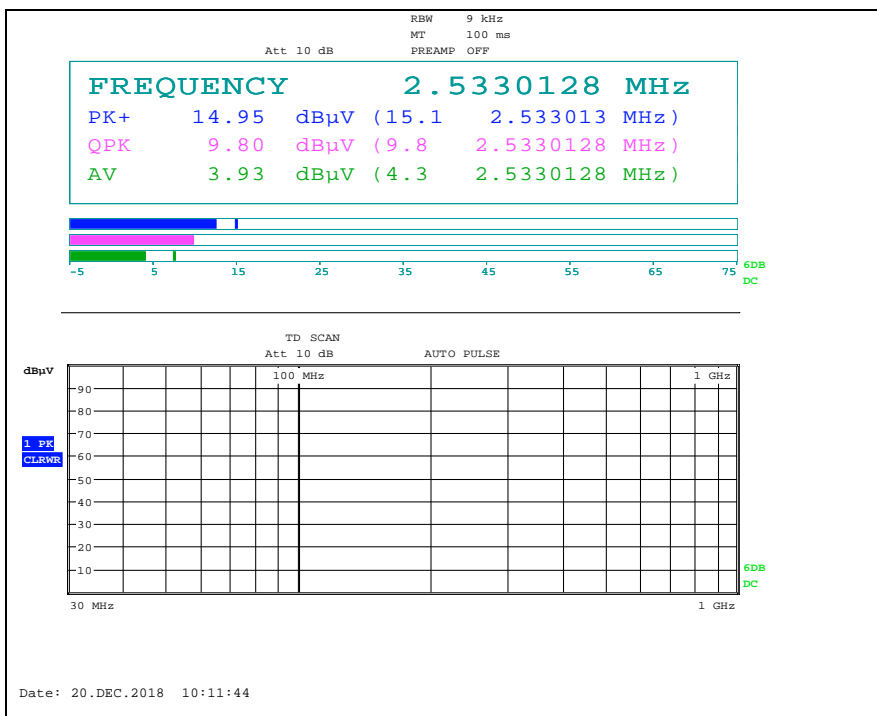 RBW 9 kHz
MT 100 ms
Att 10 dB PREAMP OFF
FREQUENCY 2.5330128 MHz
PK+ 14.95 dBµV (15.1 2.533013 MHz)
QPK 9.80 dBµV (9.8 2.5330128 MHz)
AV 3.93 dBµV (4.3 2.5330128 MHz)
-5 5 15 25 35 45 55 65 75
6DB
DC
TD SCAN
Att 10 dB AUTO PULSE
dBµV
100 MHz 1 GHz
90
80
70
1 PK
CLRWR
60
50
40
30
20
10
6DB
DC
30 MHz 1 GHz
Date: 20.DEC.2018 10:11:44